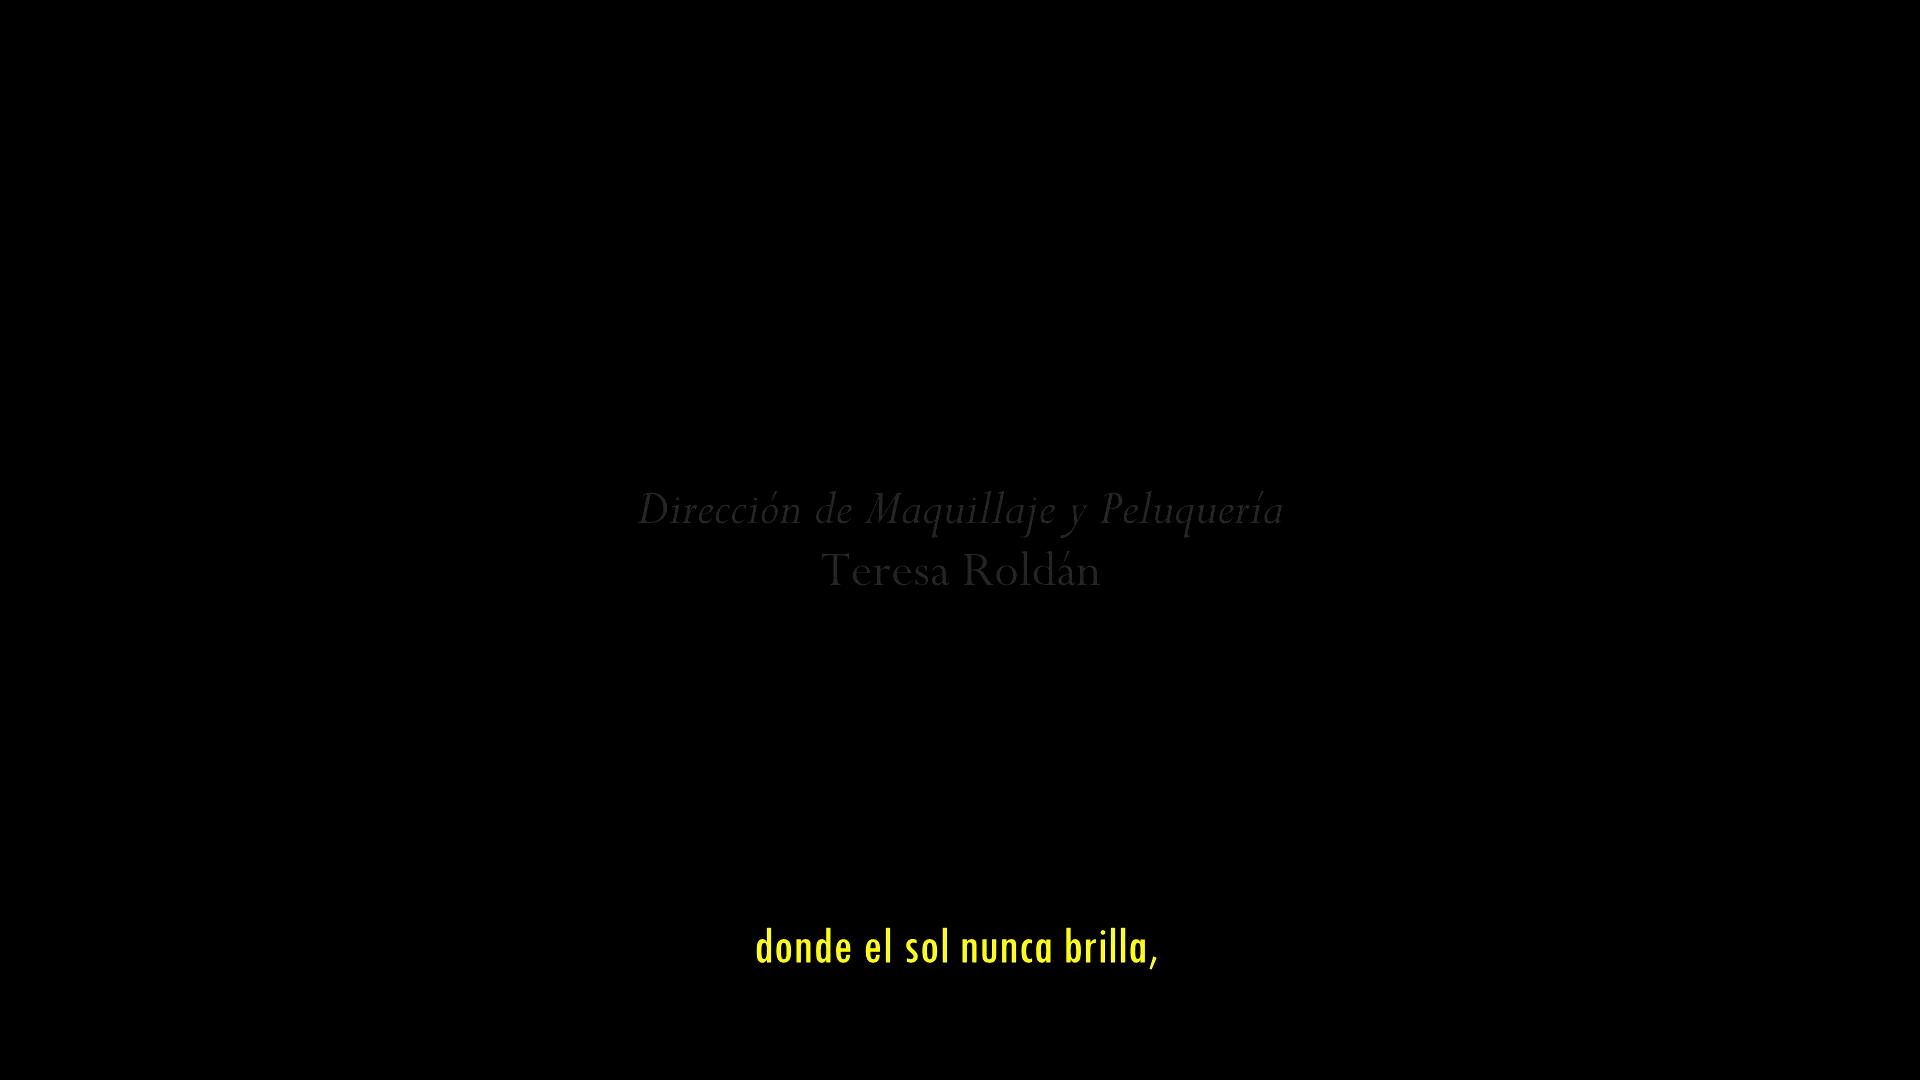 Dirección de Maquillaje y Peluquería
Teresa Roldán
donde el sol nunca brilla,